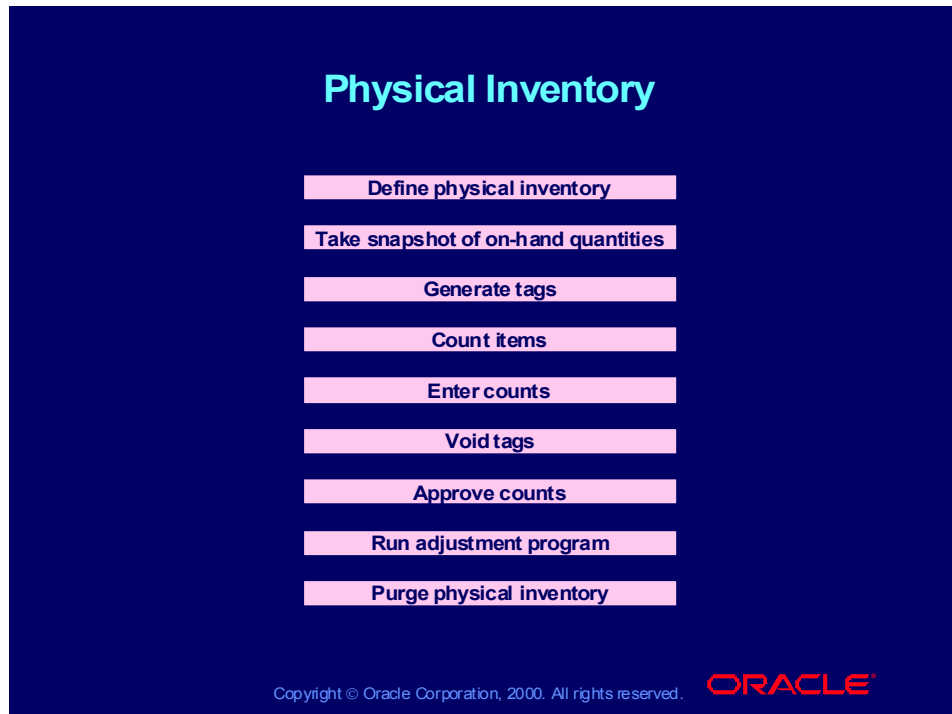 Physical Inventory
Define physical inventory
Take snapshot of on-hand quantities
Generate tags
Count items
Enter counts
Void tags
Approve counts
Run adjustment program
Purge physical inventory
Copyright © Oracle Corporation, 2000. All rights reserved.
ORACLE®